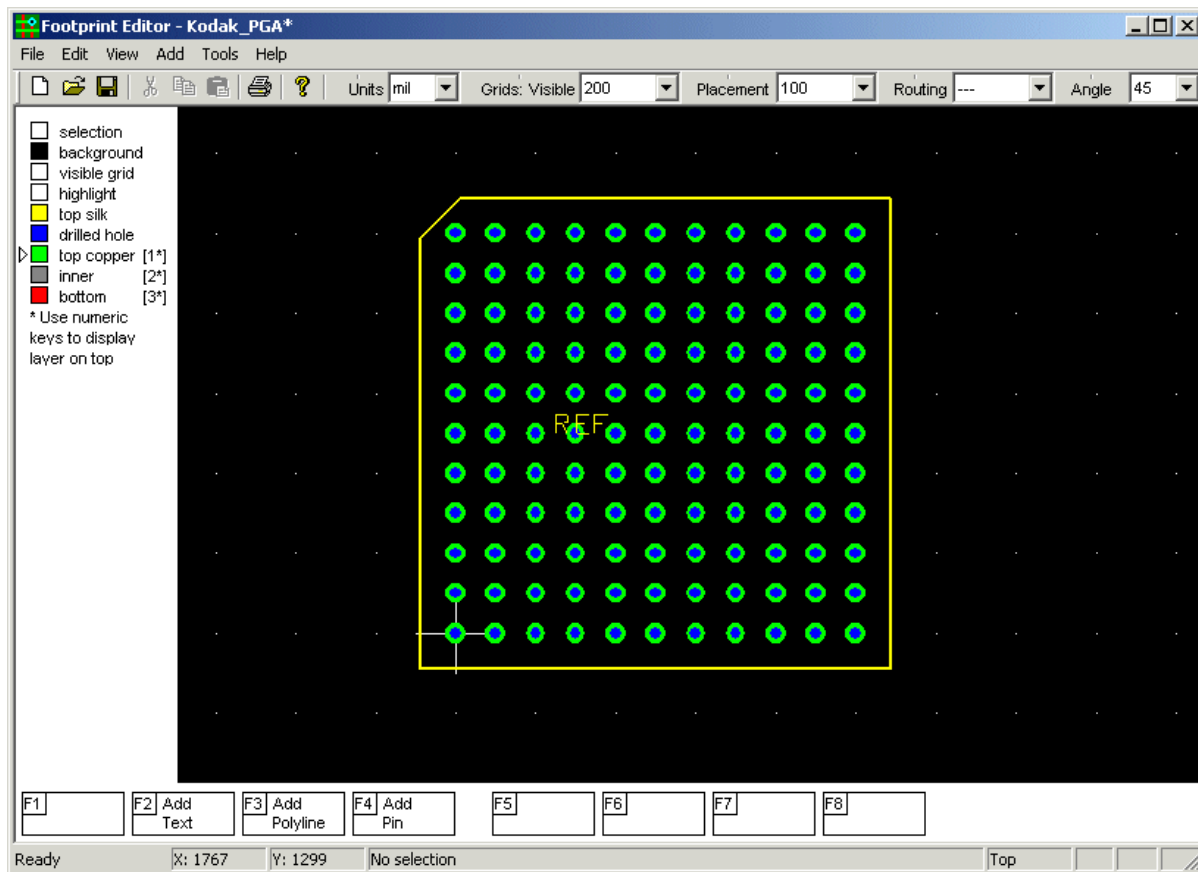 Footprint Editor - Kodak_PGA*
File Edit View Add Tools Help
Units mil Grids: Visible 200 Placement 100 Routing --- Angle 45
selection
background
visible grid
highlight
top silk
drilled hole
top copper [1*]
inner [2*]
bottom [3*]
* Use numeric
keys to display
layer on top
REF
F1 F2 Add Text F3 Add Polyline F4 Add Pin F5 F6 F7 F8
Ready X: 1767 Y: 1299 No selection Top